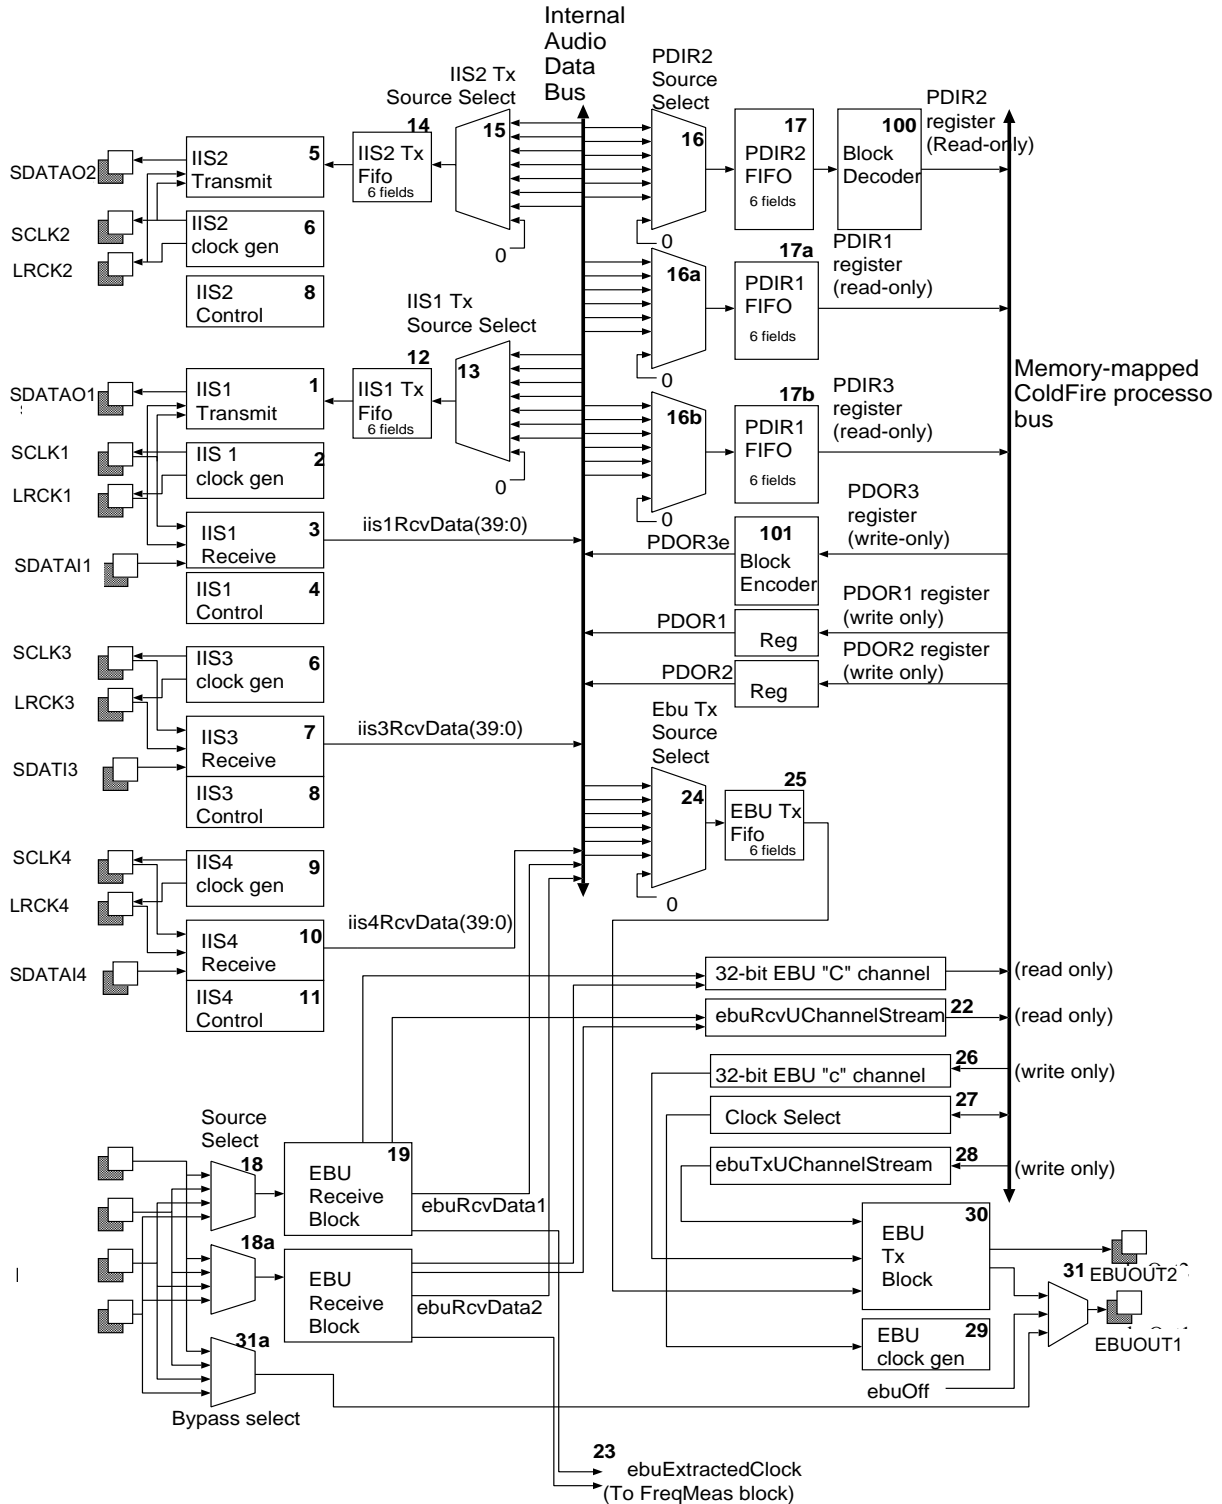 Internal
Audio
Data
Bus
IIS2 Tx
Source Select
PDIR2
Source
Select
PDIR2
register
(Read-only)
14
15
16
17
100
SDATAO2
IIS2
Transmit
5
IIS2 Tx
Fifo
6 fields
PDIR2
FIFO
6 fields
Block
Decoder
SCLK2
IIS2
clock gen
6
LRCK2
0
0
IIS2
Control
8
16a
17a
PDIR1
FIFO
6 fields
PDIR1
register
(read-only)
IIS1 Tx
Source Select
12
13
0
Memory-mapped
ColdFire processo
bus
SDATAO1
IIS1
Transmit
1
IIS1 Tx
Fifo
6 fields
16b
17b
PDIR1
FIFO
6 fields
PDIR3
register
(read-only)
SCLK1
IIS 1
clock gen
2
LRCK1
0
0
IIS1
Receive
3
iis1RcvData(39:0)
SDATAI1
IIS1
Control
4
PDOR3e
101
Block
Encoder
PDOR3
register
(write-only)
PDOR1
Reg
PDOR1 register
(write only)
PDOR2
Reg
PDOR2 register
(write only)
SCLK3
IIS3
clock gen
6
LRCK3
IIS3
Receive
7
iis3RcvData(39:0)
SDATI3
IIS3
Control
8
Ebu Tx
Source
Select
24
25
EBU Tx
Fifo
6 fields
0
SCLK4
IIS4
clock gen
9
LRCK4
IIS4
Receive
10
iis4RcvData(39:0)
SDATAI4
IIS4
Control
11
32-bit EBU "C" channel
(read only)
ebuRcvUChannelStream
22
(read only)
32-bit EBU "c" channel
26
(write only)
Clock Select
27
ebuTxUChannelStream
28
(write only)
Source
Select
18
EBU
Receive
Block
19
ebuRcvData1
18a
EBU
Receive
Block
ebuRcvData2
31a
Bypass select
EBU
Tx
Block
30
31
EBUOUT2
EBUOUT1
EBU
clock gen
29
ebuOff
23
ebuExtractedClock
(To FreqMeas block)